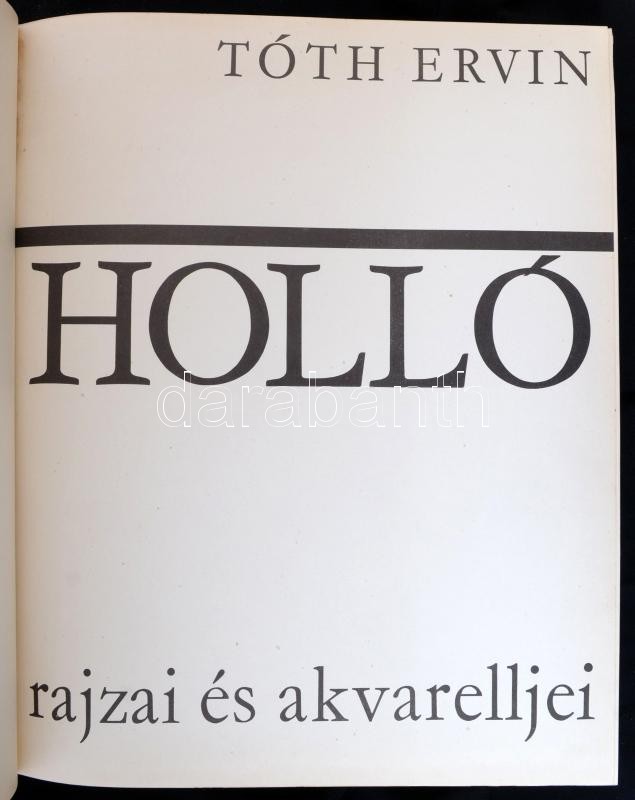 TÓTH ERVIN
HOLLÓ
darabanth
rajzai és akvarelljei